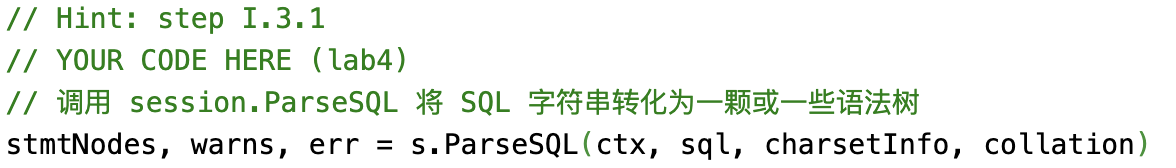 // Hint: step I.3.1
// YOUR CODE HERE (lab4)
// 调用 session.ParseSQL 将 SQL 字符串转化为一颗或一些语法树
stmtNodes, warns, err = s.ParseSQL(ctx, sql, charsetInfo, collation)